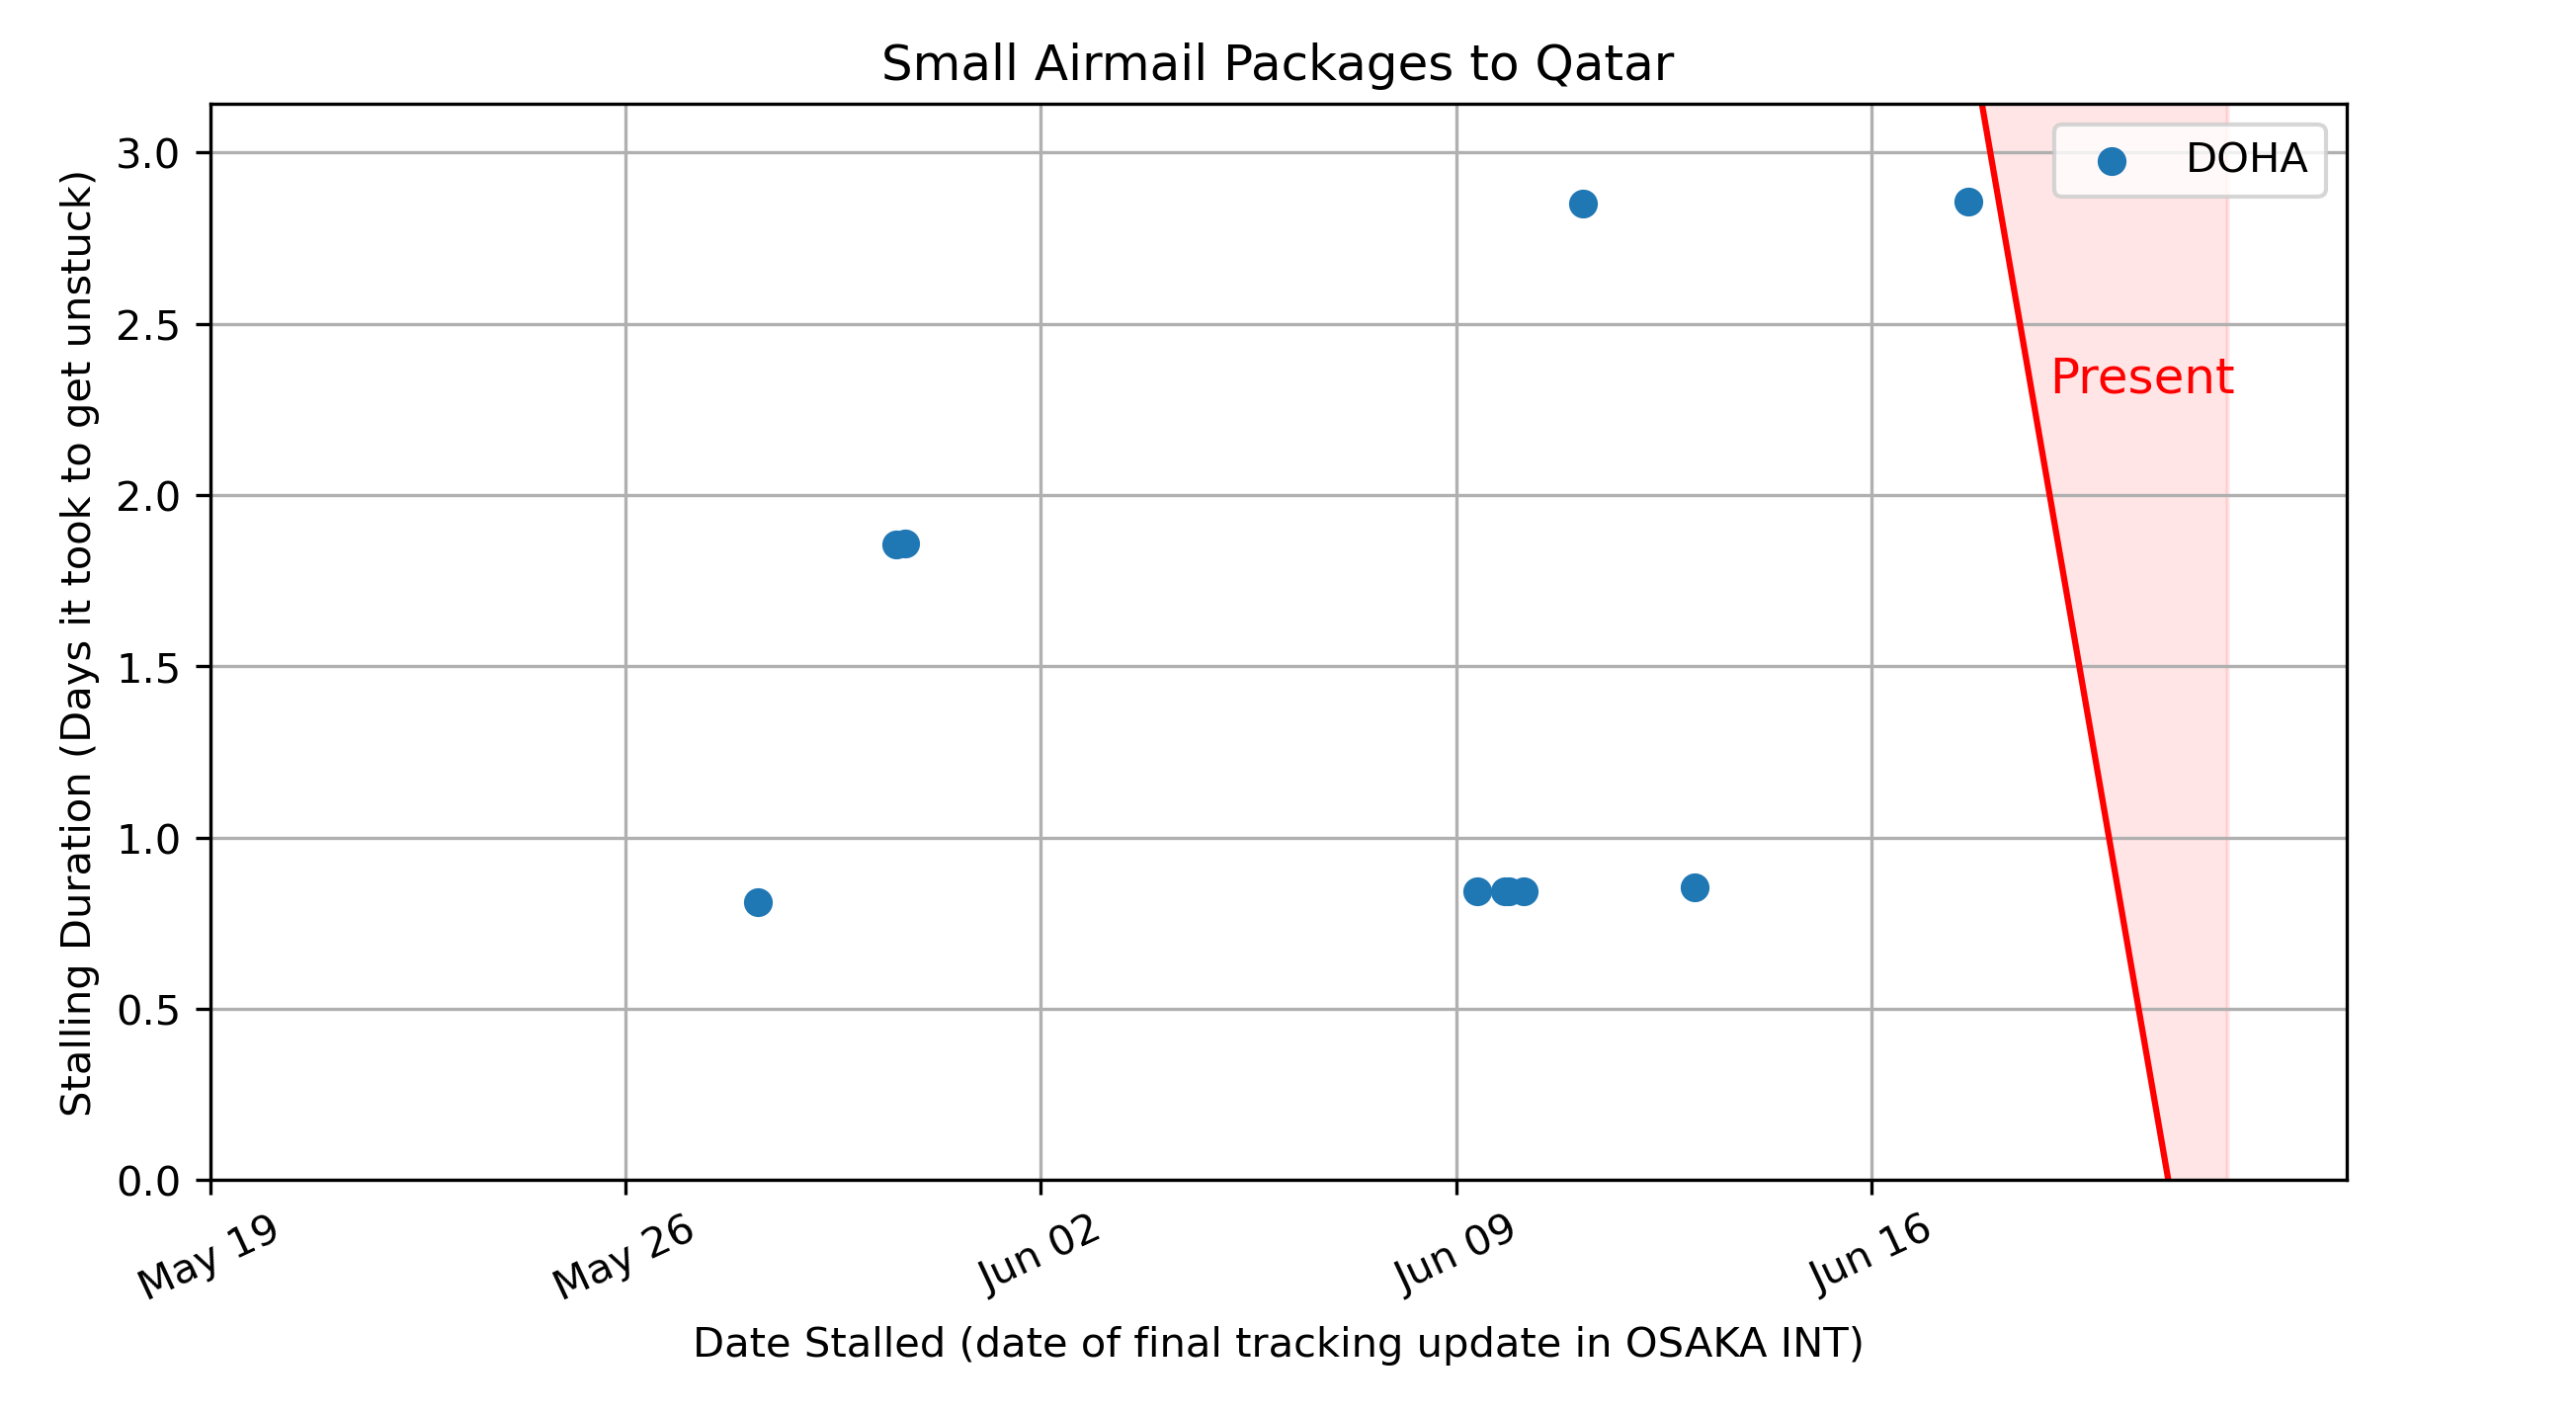 Small Airmail Packages to Qatar
DOHA
Present
Stalling Duration (Days it took to get unstuck)
3.0
2.5
2.0
1.5
1.0
0.5
0.0
May 19
May 26
Jun 02
Jun 09
Jun 16
Date Stalled (date of final tracking update in OSAKA INT)